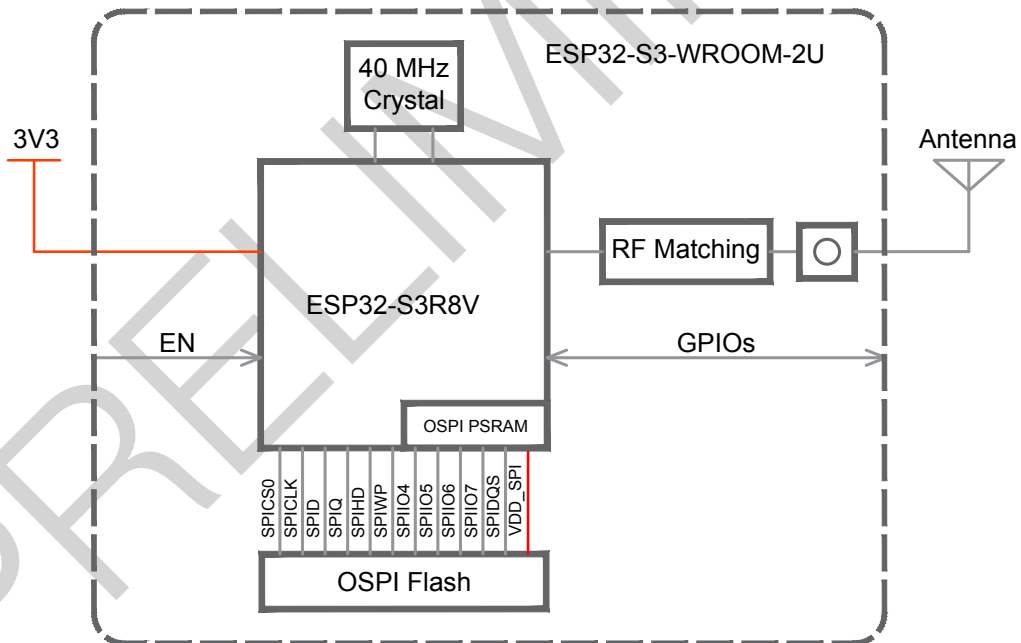 ESP32-S3-WROOM-2U
40 MHz
Crystal
3V3
Antenna
RF Matching
ESP32-S3R8V
EN
GPIOs
OSPI PSRAM
SPICS0
SPICLK
SPID
SPIQ
SPIHD
SPIWP
SPIIO4
SPIIO5
SPIIO6
SPIIO7
SPIDQS
VDD_SPI
OSPI Flash
PRELIMI